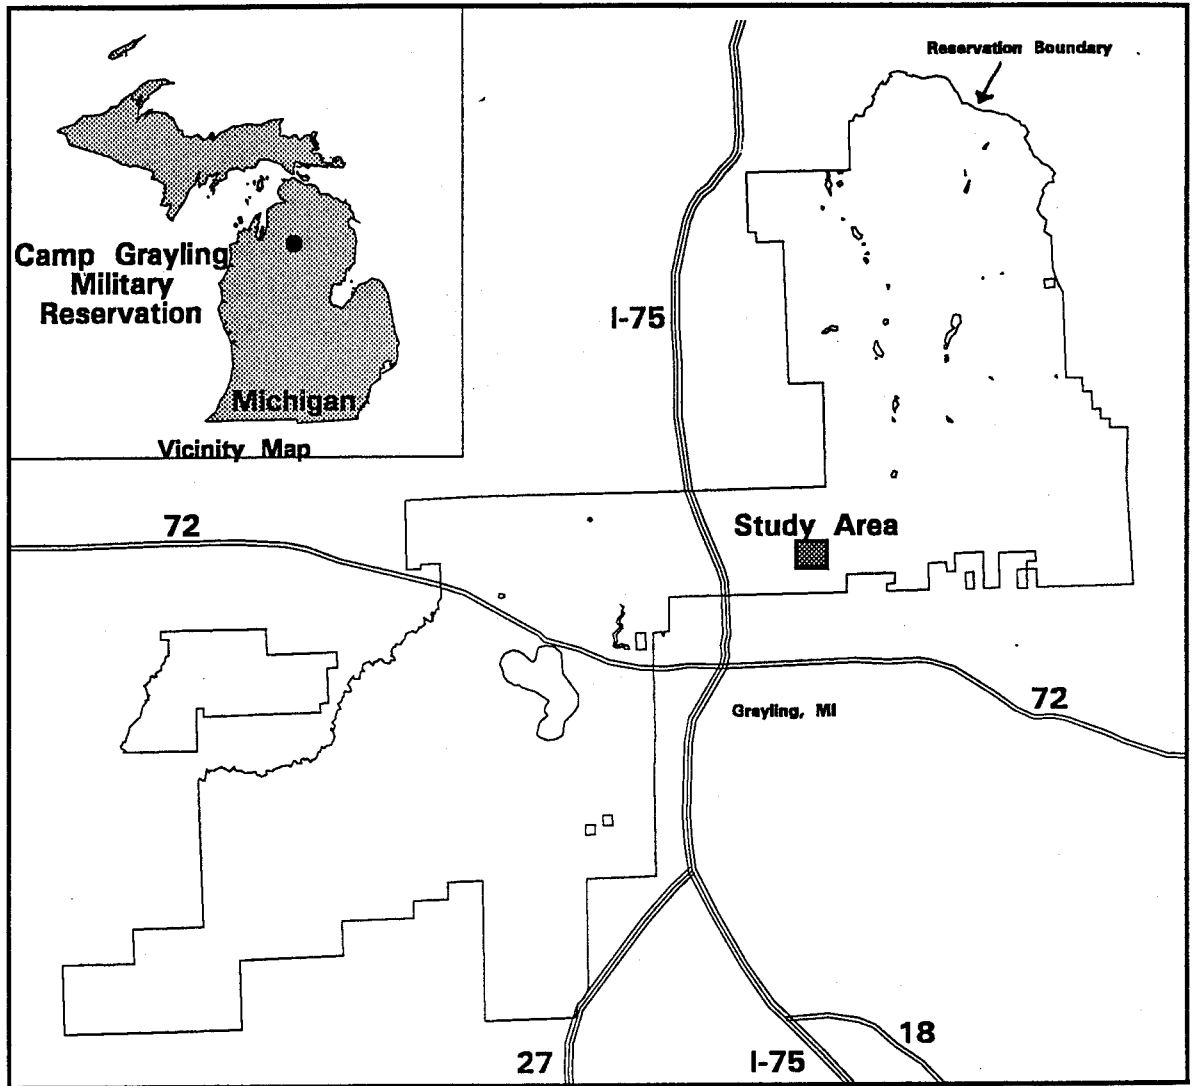 Reservation Boundary
Camp Grayling
Military
Reservation
Michigan
Vicinity Map
I-75
72
Study Area
Grayling, MI
72
27
I-75
18